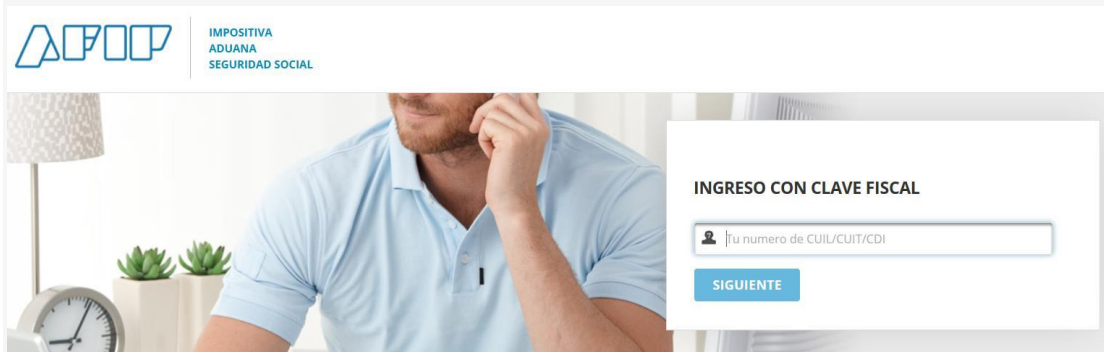 AFIP
IMPOSITIVA
ADUANA
SEGURIDAD SOCIAL
INGRESO CON CLAVE FISCAL
Tu numero de CUIL/CUIT/CDI
SIGUIENTE